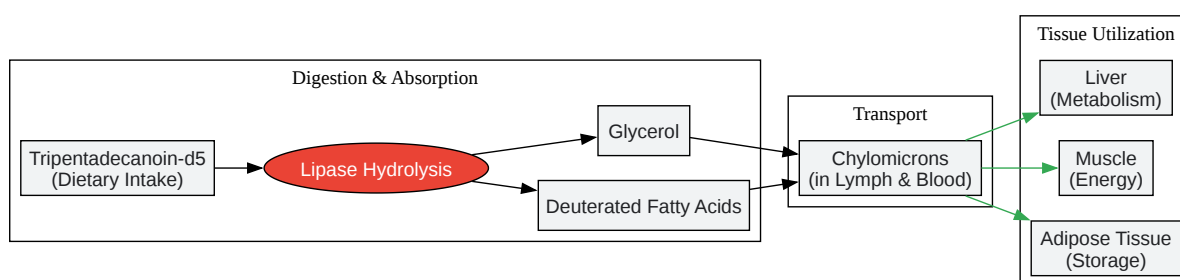 Digestion & Absorption
Tripentadecanoin-d5
(Dietary Intake)
Lipase Hydrolysis
Glycerol
Deuterated Fatty Acids
Transport
Chylomicrons
(in Lymph & Blood)
Tissue Utilization
Liver
(Metabolism)
Muscle
(Energy)
Adipose Tissue
(Storage)